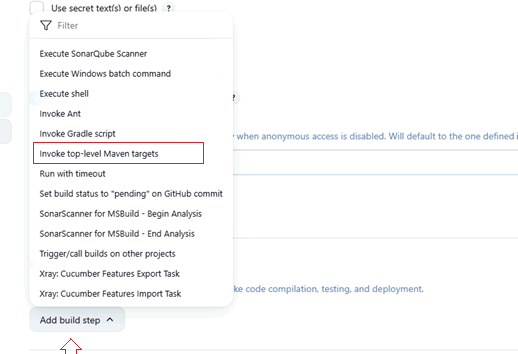 Use secret text(s) or file(s) ?
Filter
Execute SonarQube Scanner
Execute Windows batch command
Execute shell
?
Invoke Ant
Invoke Gradle script
when anonymous access is disabled. Will default to the one defined i
Invoke top-level Maven targets
Run with timeout
Set build status to "pending" on GitHub commit
SonarScanner for MSBuild - Begin Analysis
SonarScanner for MSBuild - End Analysis
Trigger/call builds on other projects
Xray: Cucumber Features Export Task
ke code compilation, testing, and deployment.
Xray: Cucumber Features Import Task
Add build step